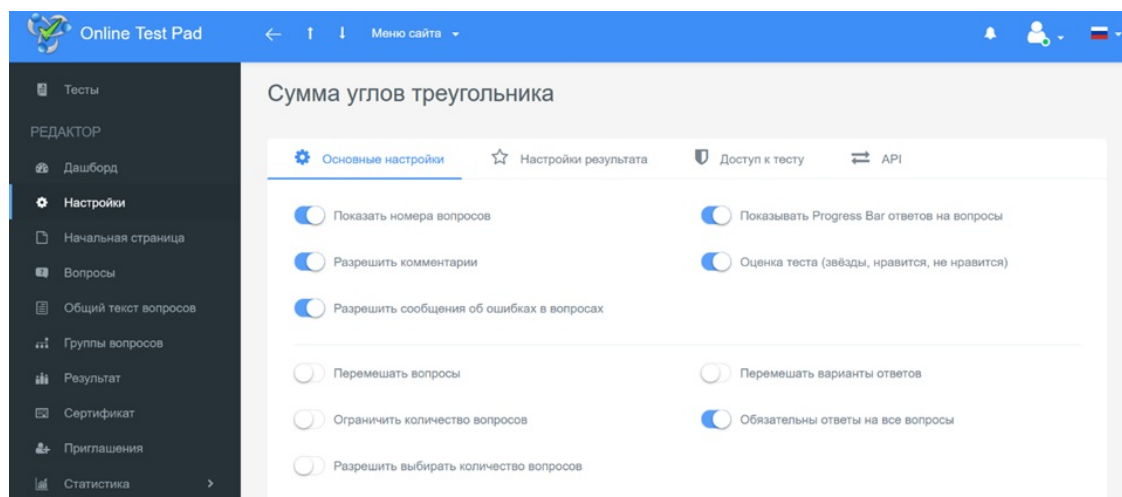 Online Test Pad
Меню сайта
Тесты
РЕДАКТОР
Дашборд
Настройки
Начальная страница
Вопросы
Общий текст вопросов
Группы вопросов
Результат
Сертификат
Приглашения
Статистика
Сумма углов треугольника
Основные настройки
Настройки результата
Доступ к тесту
API
Показать номера вопросов
Показывать Progress Bar ответов на вопросы
Разрешить комментарии
Оценка теста (звёзды, нравится, не нравится)
Разрешить сообщения об ошибках в вопросах
Перемешать вопросы
Перемешать варианты ответов
Ограничить количество вопросов
Обязательны ответы на все вопросы
Разрешить выбирать количество вопросов